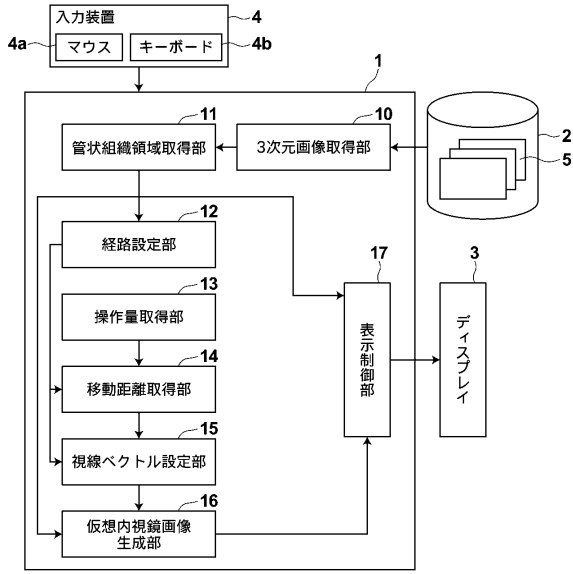 入力装置
4
4a
マウス
キーボード
4b
1
11
10
管状組織領域取得部
3次元画像取得部
2
5
12
経路設定部
17
3
13
操作量取得部
表示制御部
ディスプレイ
14
移動距離取得部
15
視線ベクトル設定部
16
仮想内視鏡画像
生成部